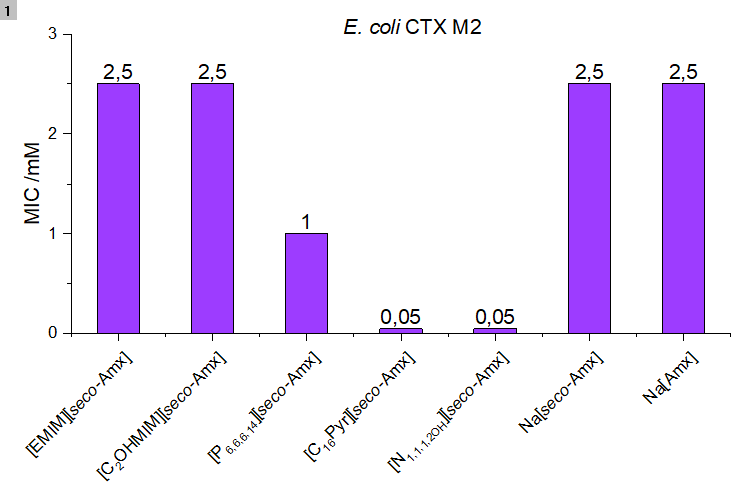 1
E. coli CTX M2
MIC /mM
3
2
1
0
2,5
2,5
1
0,05
0,05
2,5
2,5
[EMIM][seco-Amx]
[C2OHMIM][seco-Amx]
[P6,6,6,14][seco-Amx]
[C16Pyr][seco-Amx]
[N1,1,1,2OH][seco-Amx]
Na[seco-Amx]
Na[Amx]